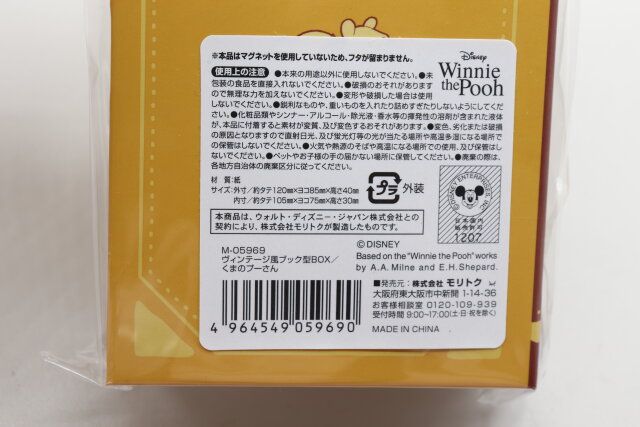 ※本品はマグネットを使用していないため、フタが留まりません。
使用上の注意 ●本来の用途以外に使用しないでください。●未
包装の食品を直接入れないでください。●破損のおそれがありますの
で無理な力を加えないでください。●変形や破損した場合は使用
しないでください。●鋭利なものや、重いものを入れたり詰めすぎたりしないようにしてくだ
さい。●化粧品類やシンナー・アルコール・除光液・香水等の揮発性の溶剤が含まれた液体
が、本品に付着すると素材が変質、及び変色するおそれがあります。●変色、劣化または破損
の原因となりますので直射日光、及び蛍光灯等の光が当たる場所や高温多湿になる場所で
の保管はしないでください。●火気や熱源のそばや高温になる場所での使用、及び保管はし
ないでください。●ペットやお子様の手の届かない場所に保管してください。●廃棄の際は、各
地方自治体の廃棄区分に従ってください。
Disney
Winnie
the Pooh
材 質:紙
サイズ:外寸/約タテ120mm×ヨコ85mm×高さ40mm
内寸/約タテ105mm×ヨコ75mm×高さ30mm
プラ 外装
本商品は、ウォルト・ディズニー・ジャパン株式会社との
契約により、株式会社モリトクが製造したものです。
© DISNEY ENTERPRISES, INC.
日本国内
販売許可
1207
M-05969
ヴィンテージ風ブック型BOX/
くまのプーさん
4 964549 059690
© DISNEY
Based on the "Winnie the Pooh" works
by A.A. Milne and E.H. Shepard.
■発売元:株式会社 モリトク
大阪府東大阪市中新開 1-14-36
お客様相談室 0120-109-939
受付時間 9:00~17:00(土・日・祝を除く)
MADE IN CHINA